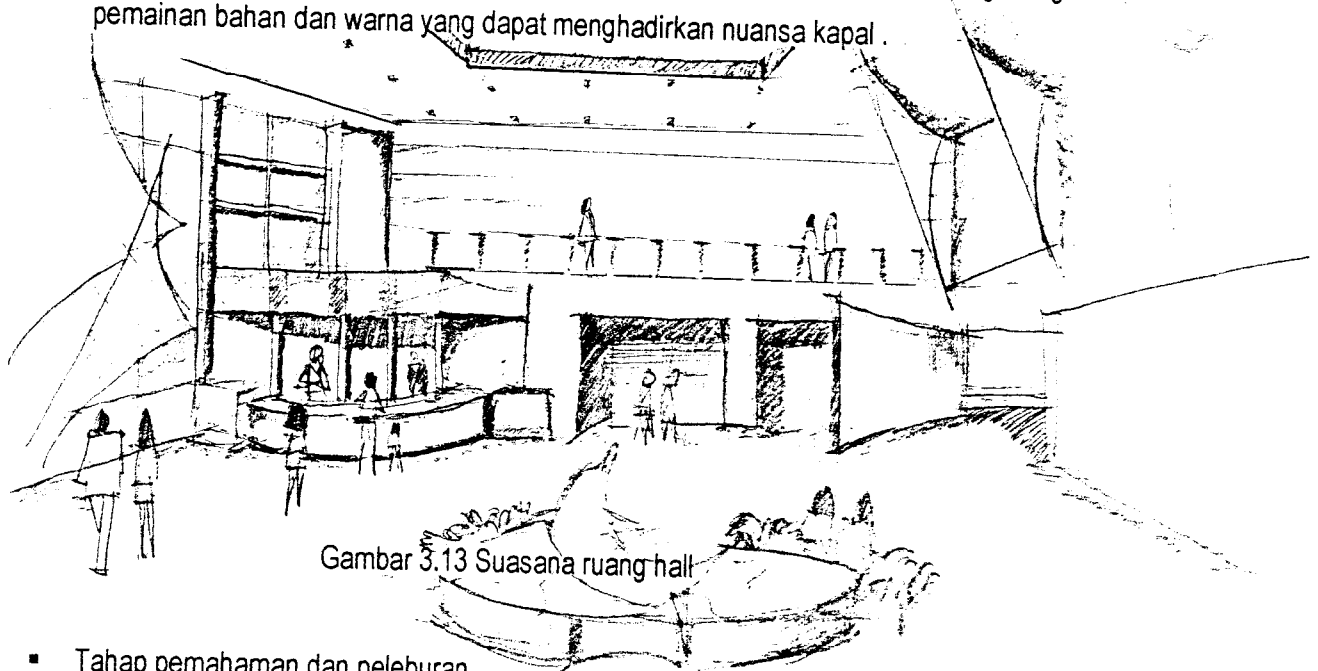 pemainan bahan dan warna yang dapat menghadirkan nuansa kapal .
Gambar 3.13 Suasana ruang hall
▪ Tahap pemahaman dan peleburan